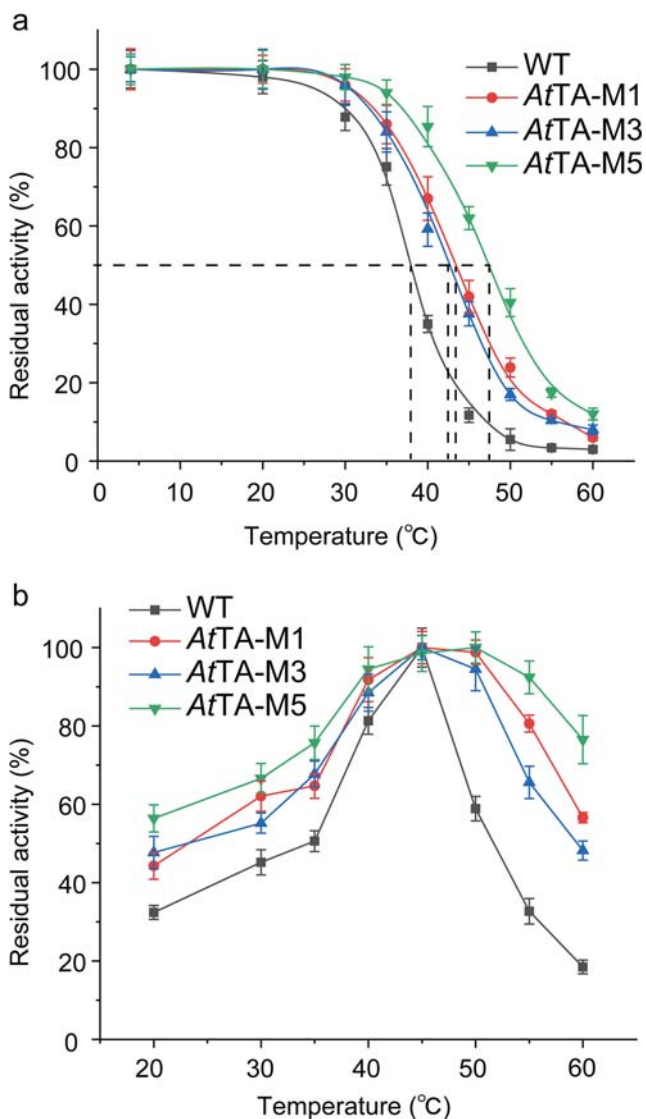 a
100
80
60
40
20
0
Residual activity (%)
WT
AtTA-M1
AtTA-M3
AtTA-M5
0 10 20 30 40 50 60
Temperature (°C)
b
100
80
60
40
20
0
Residual activity (%)
WT
AtTA-M1
AtTA-M3
AtTA-M5
20 30 40 50 60
Temperature (°C)